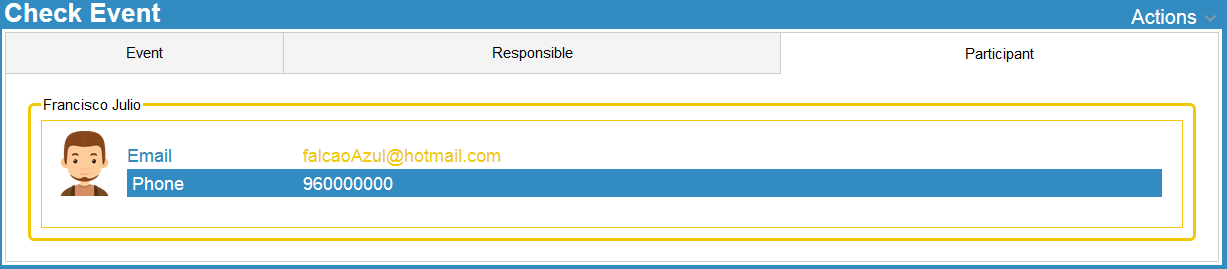 Check Event
Actions
Event Responsible Participant
Francisco Julio
Email falcaoAzul@hotmail.com
Phone 960000000